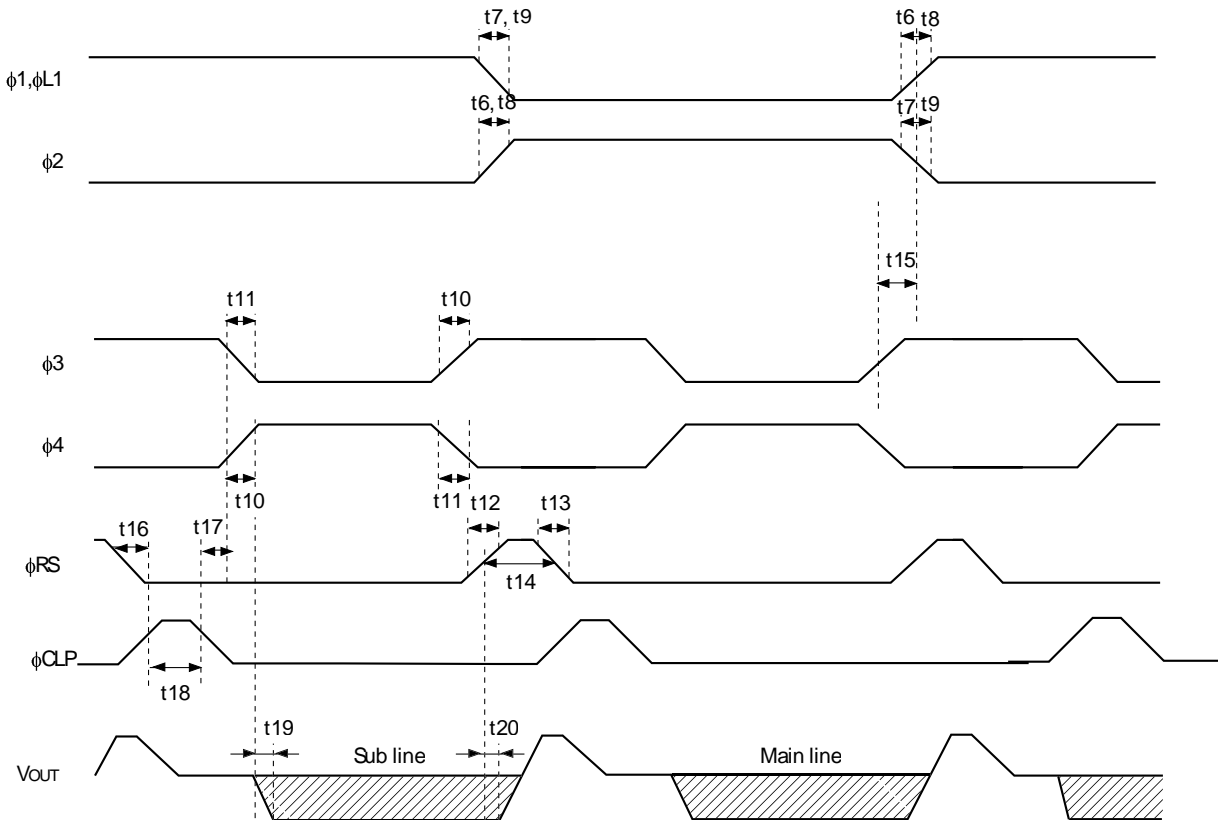 t7, t9
t6 t8
ϕ1,ϕL1
t6, t8
t7 t9
ϕ2
t15
t11
t10
ϕ3
ϕ4
t10
t11
t12
t13
t16
t17
ϕRS
t14
ϕCLP
t18
t19
Sub line
t20
Main line
VOUT